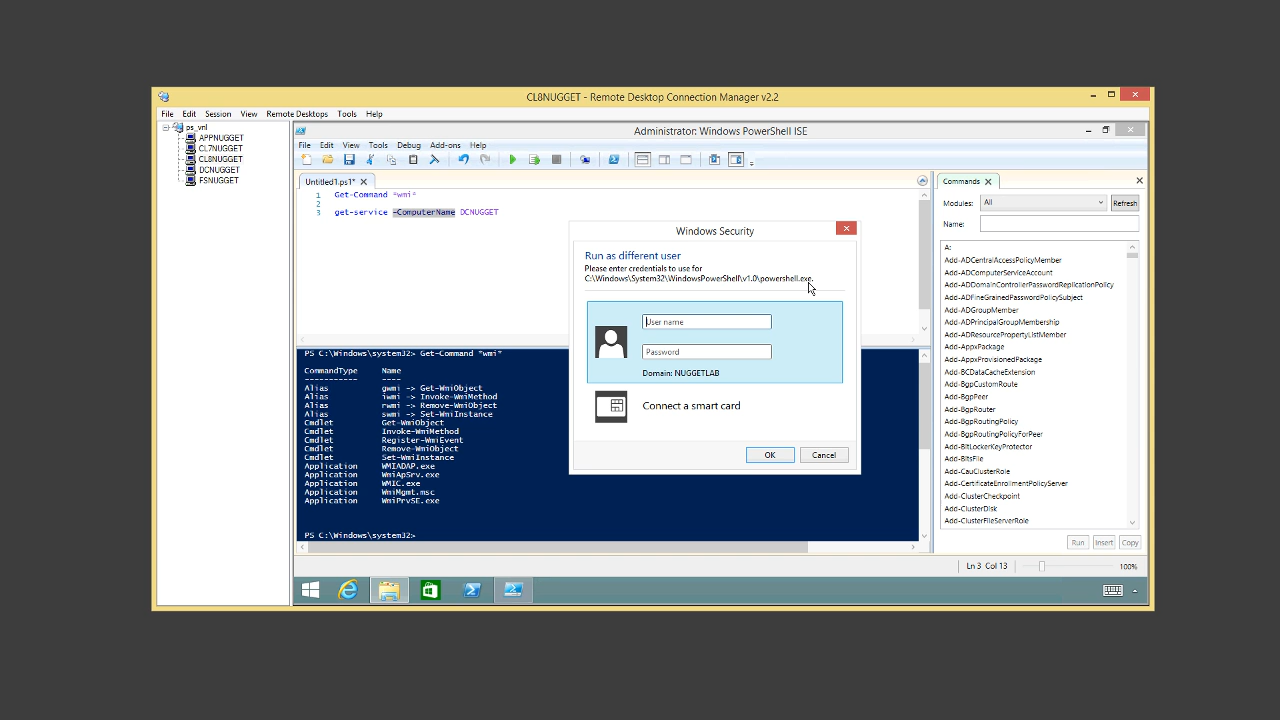 CL8NUGGET - Remote Desktop Connection Manager v2.2
File Edit Session View Remote Desktops Tools Help
ps_vnl
APPNUGGET
CL7NUGGET
CL8NUGGET
DCNUGGET
FSNUGGET
Administrator: Windows PowerShell ISE
File Edit View Tools Debug Add-ons Help
Untitled1.ps1*
1 Get-Command *wmi*
2
3 get-service -ComputerName DCNUGGET
PS C:\Windows\system32> Get-Command *wmi*
CommandType Name
----------- ----
Alias gwmi -> Get-WmiObject
Alias iwmi -> Invoke-WmiMethod
Alias rwmi -> Remove-WmiObject
Alias swmi -> Set-WmiInstance
Cmdlet Get-WmiObject
Cmdlet Invoke-WmiMethod
Cmdlet Register-WmiEvent
Cmdlet Remove-WmiObject
Cmdlet Set-WmiInstance
Application WMIADAP.exe
Application WmiApSrv.exe
Application WMIC.exe
Application WmiMgmt.msc
Application WmiPrvSE.exe
PS C:\Windows\system32>
Windows Security
Run as different user
Please enter credentials to use for
C:\Windows\System32\WindowsPowerShell\v1.0\powershell.exe.
User name
Password
Domain: NUGGETLAB
Connect a smart card
OK Cancel
Commands
Modules: All Refresh
Name:
A:
Add-ADCentralAccessPolicyMember
Add-ADComputerServiceAccount
Add-ADDomainControllerPasswordReplicationPolicy
Add-ADFineGrainedPasswordPolicySubject
Add-ADGroupMember
Add-ADPrincipalGroupMembership
Add-ADResourcePropertyListMember
Add-AppxPackage
Add-AppxProvisionedPackage
Add-BCDataCacheExtension
Add-BgpCustomRoute
Add-BgpPeer
Add-BgpRouter
Add-BgpRoutingPolicy
Add-BgpRoutingPolicyForPeer
Add-BitLockerKeyProtector
Add-BitsFile
Add-CauClusterRole
Add-CertificateEnrollmentPolicyServer
Add-ClusterCheckpoint
Add-ClusterDisk
Add-ClusterFileServerRole
Run Insert Copy
Ln 3 Col 13 100%